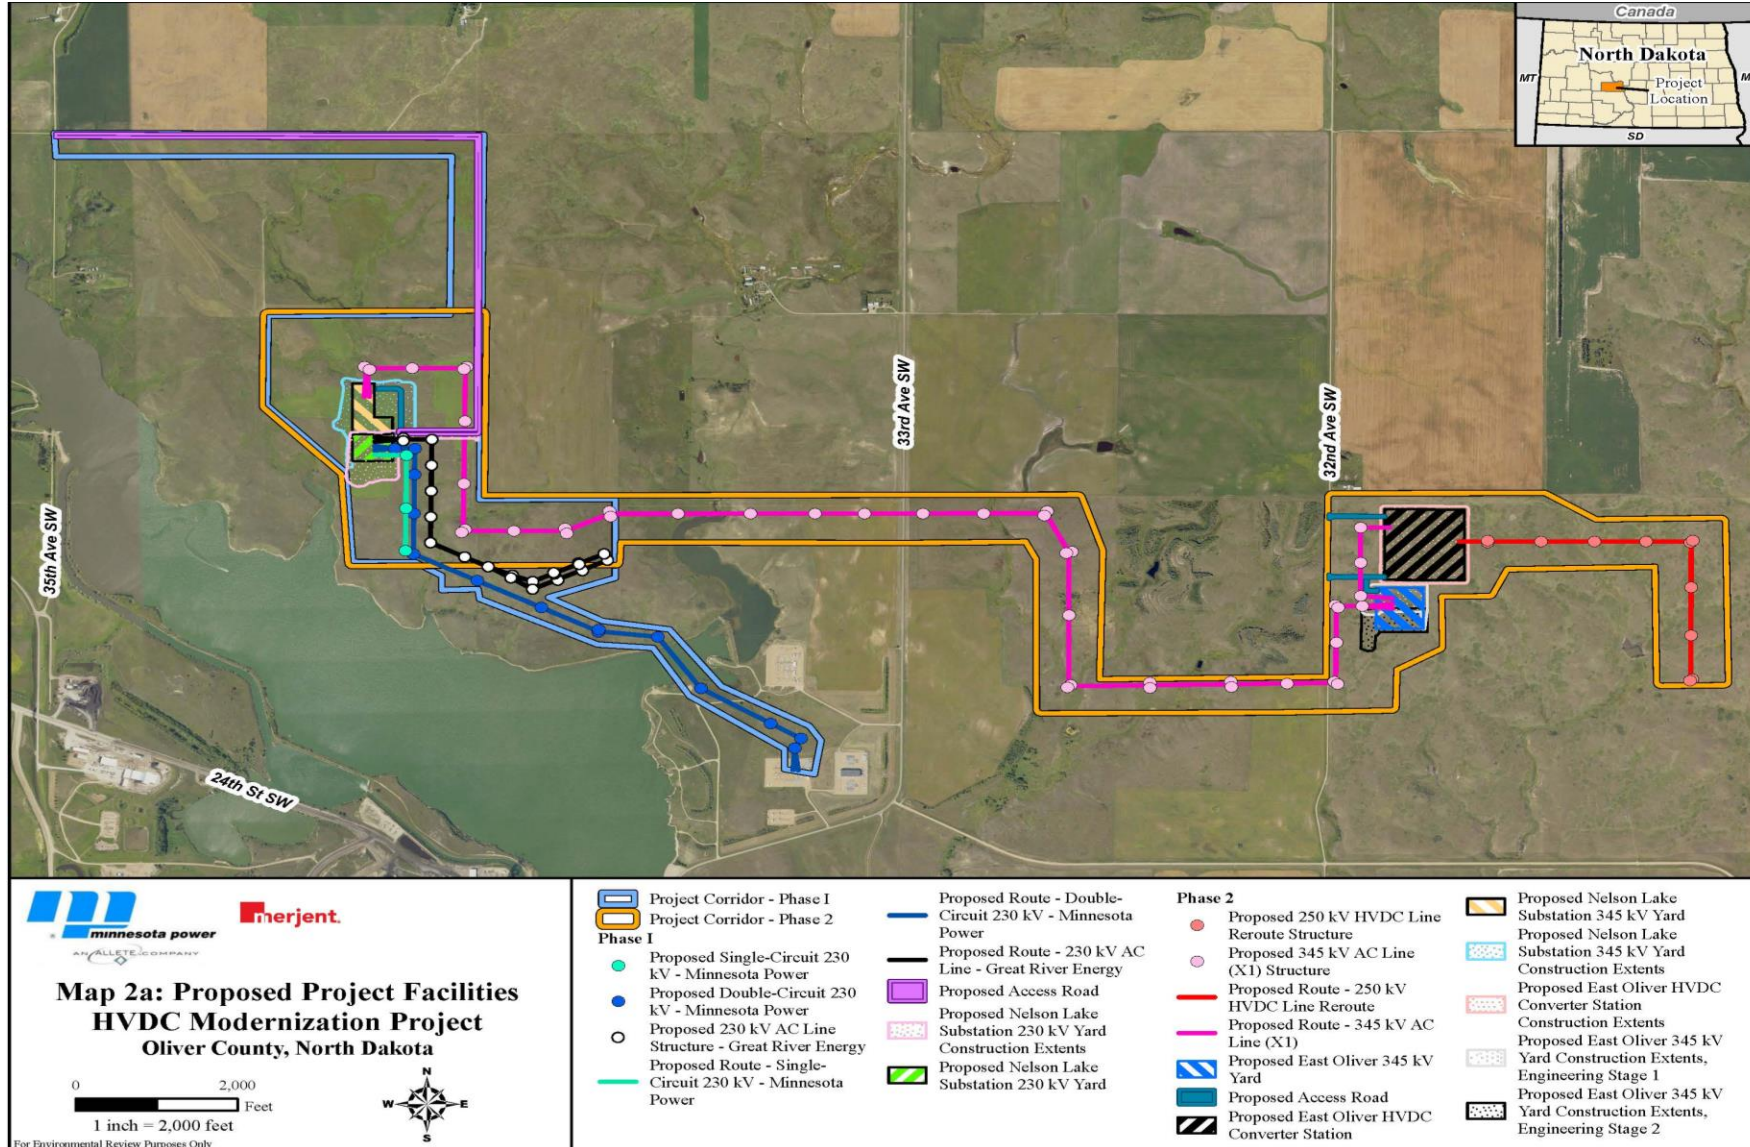 Canada
North Dakota
MT
Project
Location
M
SD
33rd Ave SW
32nd Ave SW
35th Ave SW
24th St SW
minnesota power
AN ALLETE COMPANY
merjent.
Map 2a: Proposed Project Facilities
HVDC Modernization Project
Oliver County, North Dakota
0 2,000
Feet
1 inch = 2,000 feet
N
W E
S
For Environmental Review Purposes Only
Project Corridor - Phase I
Project Corridor - Phase 2
Phase I
Proposed Single-Circuit 230
kV - Minnesota Power
Proposed Double-Circuit 230
kV - Minnesota Power
Proposed 230 kV AC Line
Structure - Great River Energy
Proposed Route - Single-
Circuit 230 kV - Minnesota
Power
Proposed Route - Double-
Circuit 230 kV - Minnesota
Power
Proposed Route - 230 kV AC
Line - Great River Energy
Proposed Access Road
Proposed Nelson Lake
Substation 230 kV Yard
Construction Extents
Proposed Nelson Lake
Substation 230 kV Yard
Phase 2
Proposed 250 kV HVDC Line
Reroute Structure
Proposed 345 kV AC Line
(X1) Structure
Proposed Route - 250 kV
HVDC Line Reroute
Proposed Route - 345 kV AC
Line (X1)
Proposed East Oliver 345 kV
Yard
Proposed Access Road
Proposed East Oliver HVDC
Converter Station
Proposed Nelson Lake
Substation 345 kV Yard
Proposed Nelson Lake
Substation 345 kV Yard
Construction Extents
Proposed East Oliver HVDC
Converter Station
Construction Extents
Proposed East Oliver 345 kV
Yard Construction Extents,
Engineering Stage 1
Proposed East Oliver 345 kV
Yard Construction Extents,
Engineering Stage 2